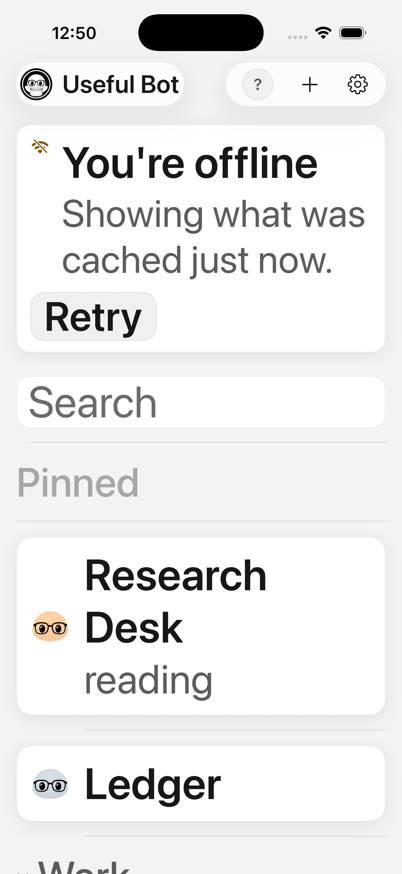 12:50
Useful Bot
?
You're offline
Showing what was
cached just now.
Retry
Search
Pinned
Research
Desk
reading
Ledger
Work